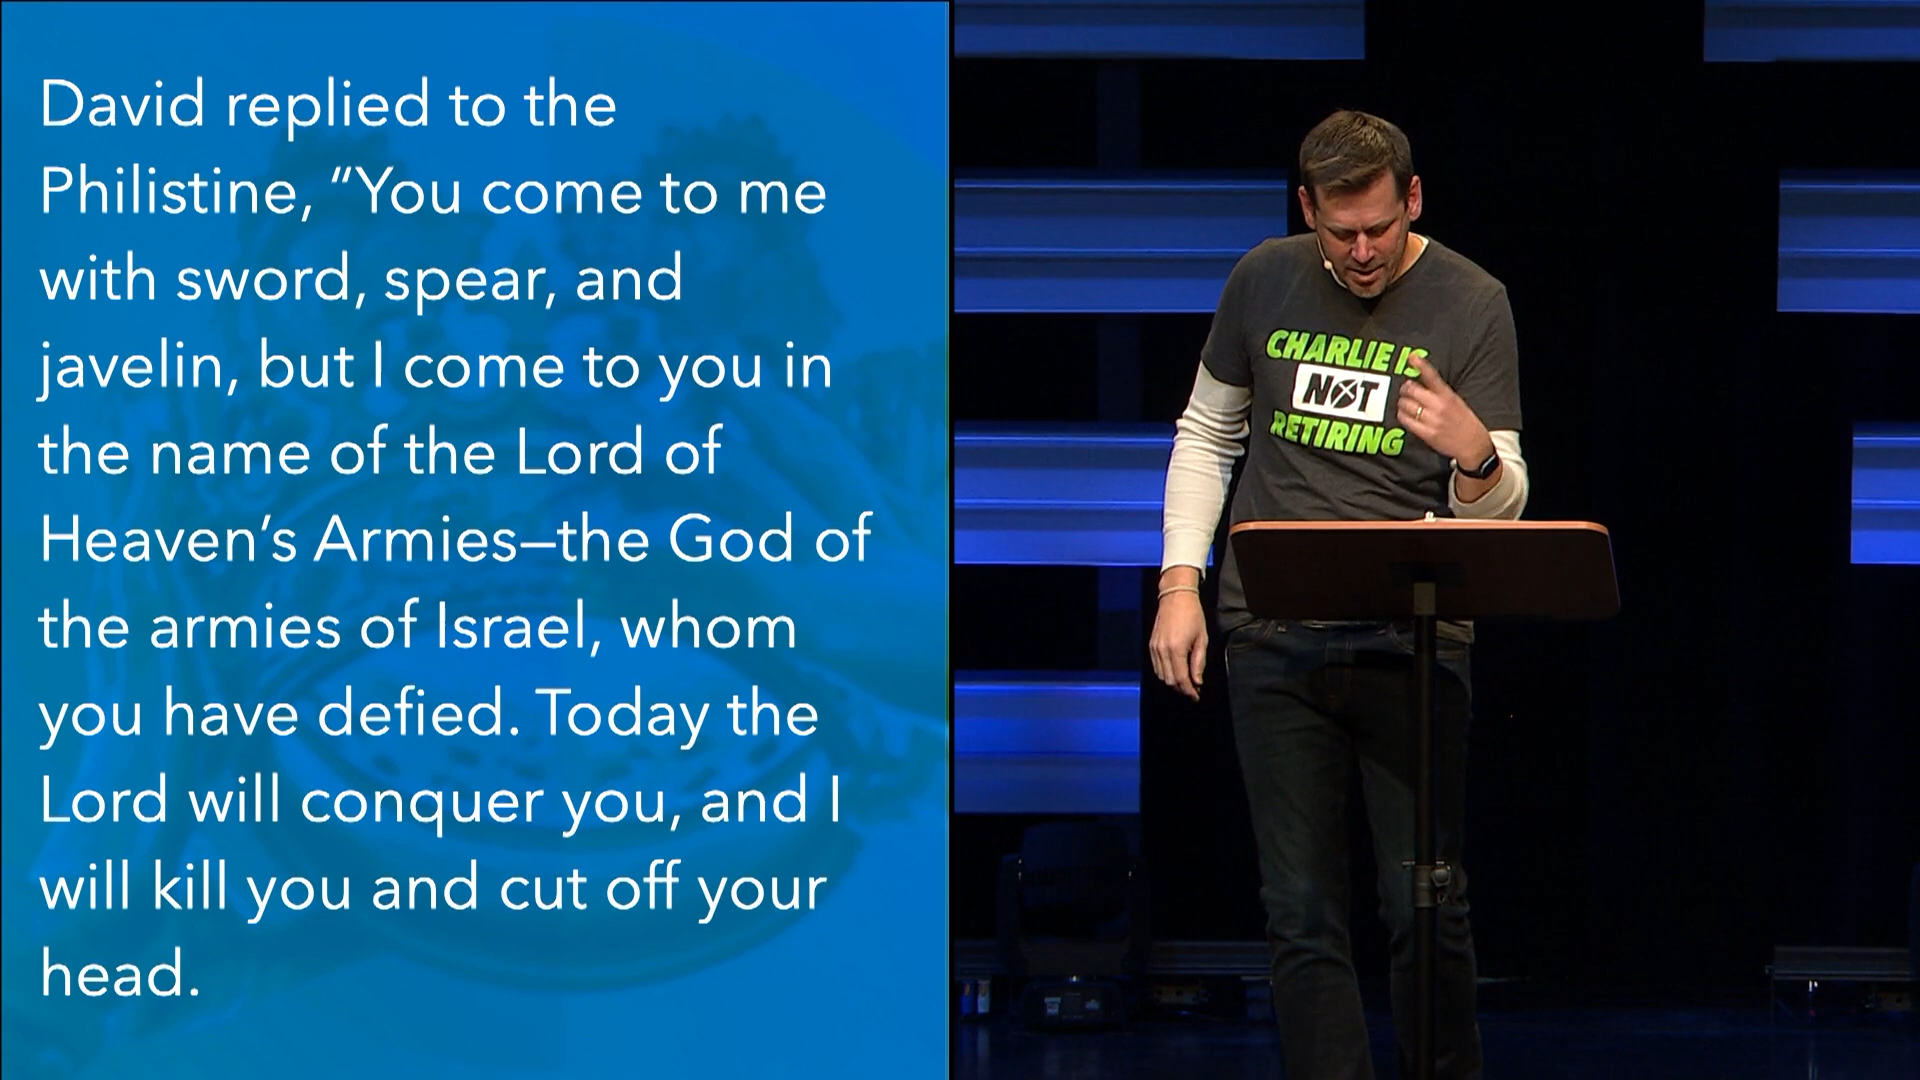 David replied to the
Philistine, “You come to me
with sword, spear, and
javelin, but I come to you in
the name of the Lord of
Heaven’s Armies—the God of
the armies of Israel, whom
you have defied. Today the
Lord will conquer you, and I
will kill you and cut off your
head.
CHARLIE IS
NOT
RETIRING